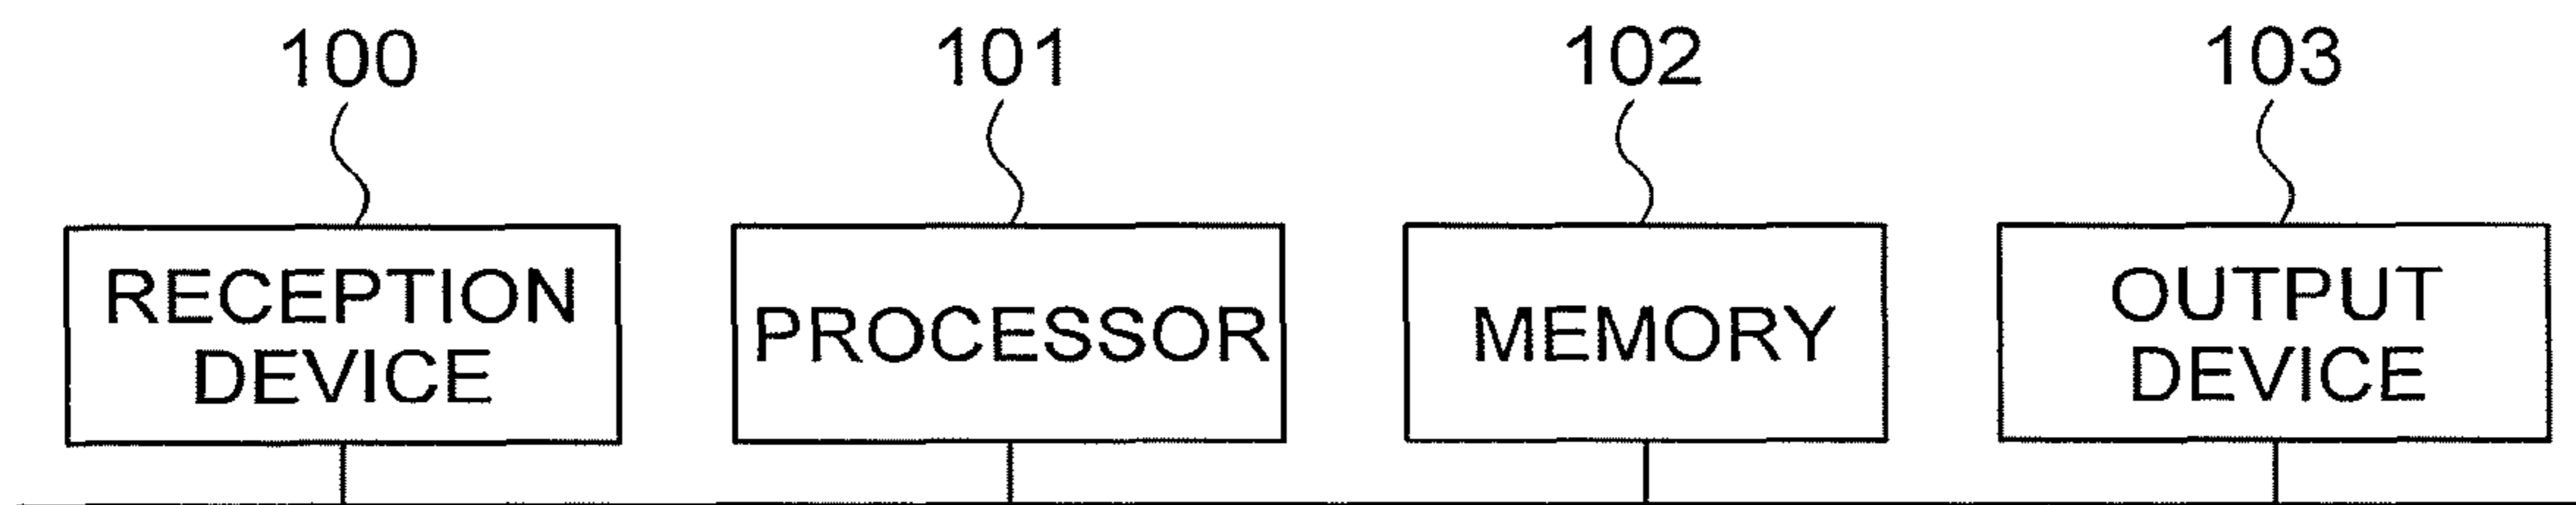 100 101 102 103
RECEPTION DEVICE
PROCESSOR
MEMORY
OUTPUT DEVICE